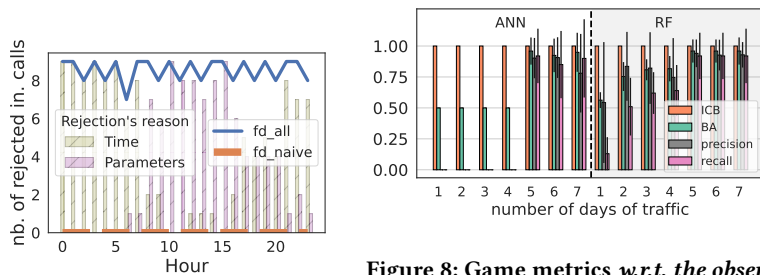 nb. of rejected in. calls
8
6
4
2
0
Rejection's reason
Time
Parameters
fd_all
fd_naive
0 5 10 15 20
Hour
ANN RF
1.00
0.75
0.50
0.25
0.00
ICB
BA
precision
recall
1 2 3 4 5 6 7 1 2 3 4 5 6 7
number of days of traffic
Figure 8: Game metrics w.r.t. the obser